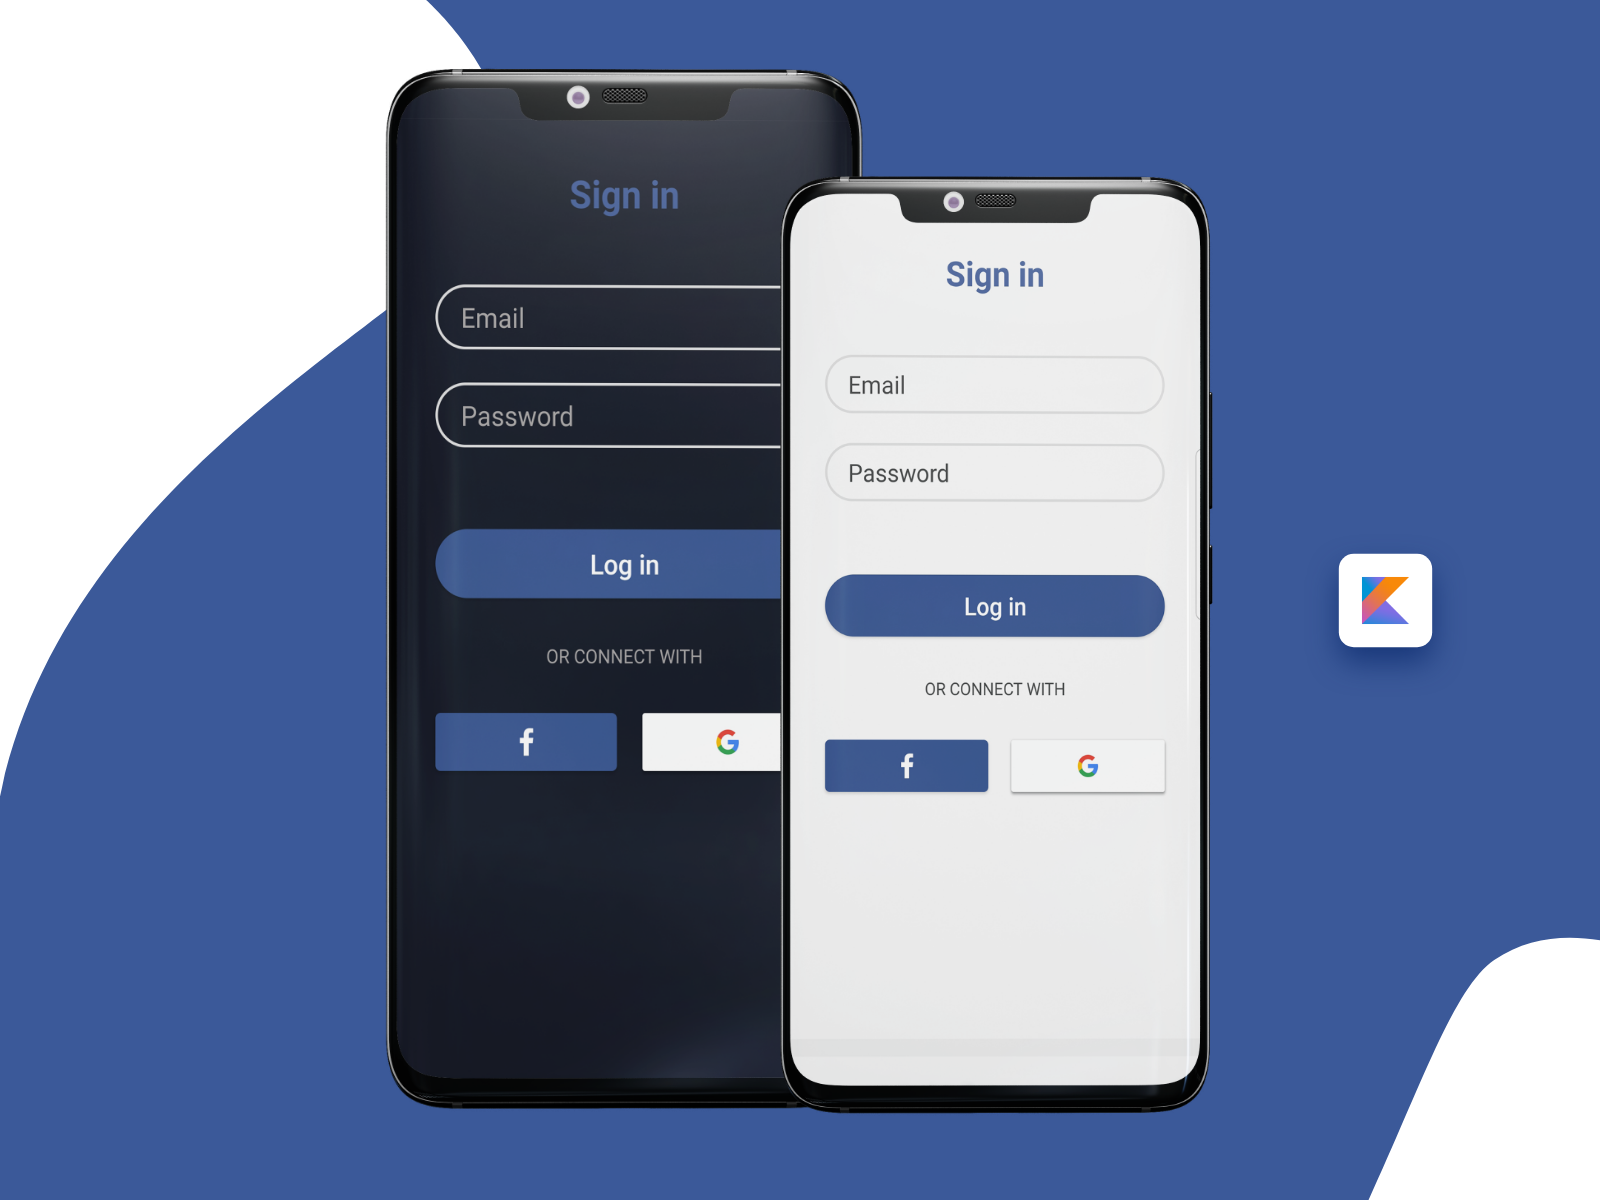 Sign in
Email
Password
Log in
OR CONNECT WITH
f
G
Sign in
Email
Password
Log in
OR CONNECT WITH
f
G